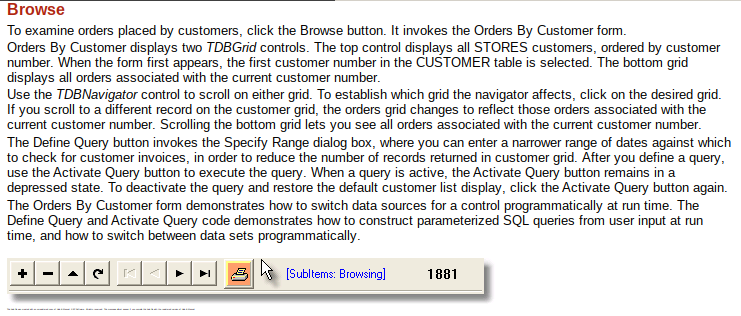 Browse
To examine orders placed by customers, click the Browse button. It invokes the Orders By Customer form.
Orders By Customer displays two TDBGrid controls. The top control displays all STORES customers, ordered by customer
number. When the form first appears, the first customer number in the CUSTOMER table is selected. The bottom grid
displays all orders associated with the current customer number.
Use the TDBNavigator control to scroll on either grid. To establish which grid the navigator affects, click on the desired grid.
If you scroll to a different record on the customer grid, the orders grid changes to reflect those orders associated with the
current customer number. Scrolling the bottom grid lets you see all orders associated with the current customer number.
The Define Query button invokes the Specify Range dialog box, where you can enter a narrower range of dates against which
to check for customer invoices, in order to reduce the number of records returned in customer grid. After you define a query,
use the Activate Query button to execute the query. When a query is active, the Activate Query button remains in a
depressed state. To deactivate the query and restore the default customer list display, click the Activate Query button again.
The Orders By Customer form demonstrates how to switch data sources for a control programmatically at run time. The
Define Query and Activate Query code demonstrates how to construct parameterized SQL queries from user input at run
time, and how to switch between data sets programmatically.
[SubItems: Browsing] 1881